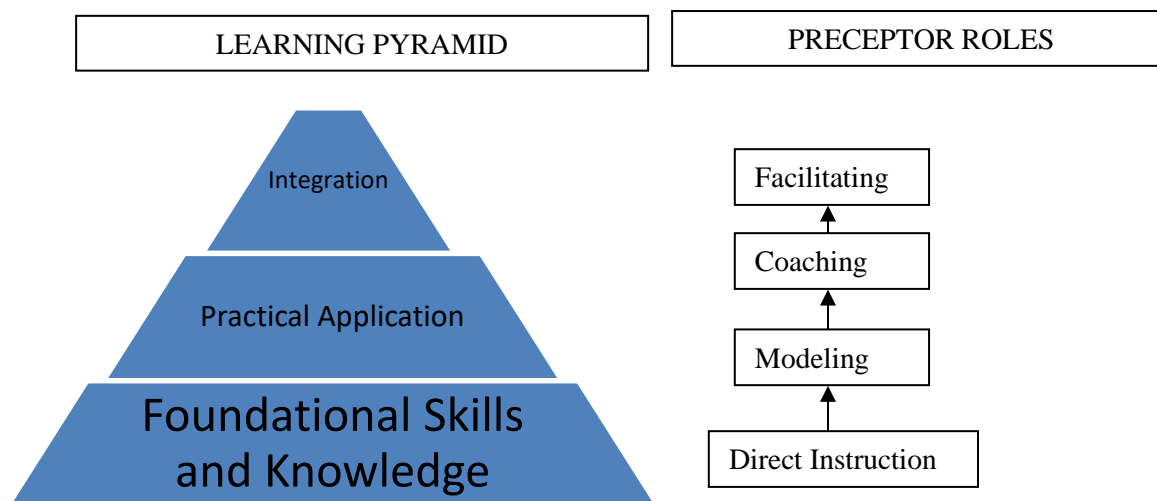 LEARNING PYRAMID
PRECEPTOR ROLES
Integration
Practical Application
Foundational Skills
and Knowledge
Facilitating
Coaching
Modeling
Direct Instruction